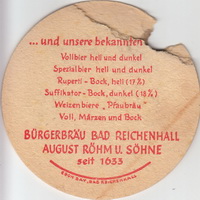 ... und unsere bekannten
Vollbier hell und dunkel
Spezialbier hell und dunkel
Ruperti-Bock, hell (17%)
Suffikator-Bock, dunkel (18%)
Weizenbiere „Pfaubräu"
Voll, Märzen und Bock
BÜRGERBRÄU BAD REICHENHALL
AUGUST RÖHM U. SÖHNE
seit 1633